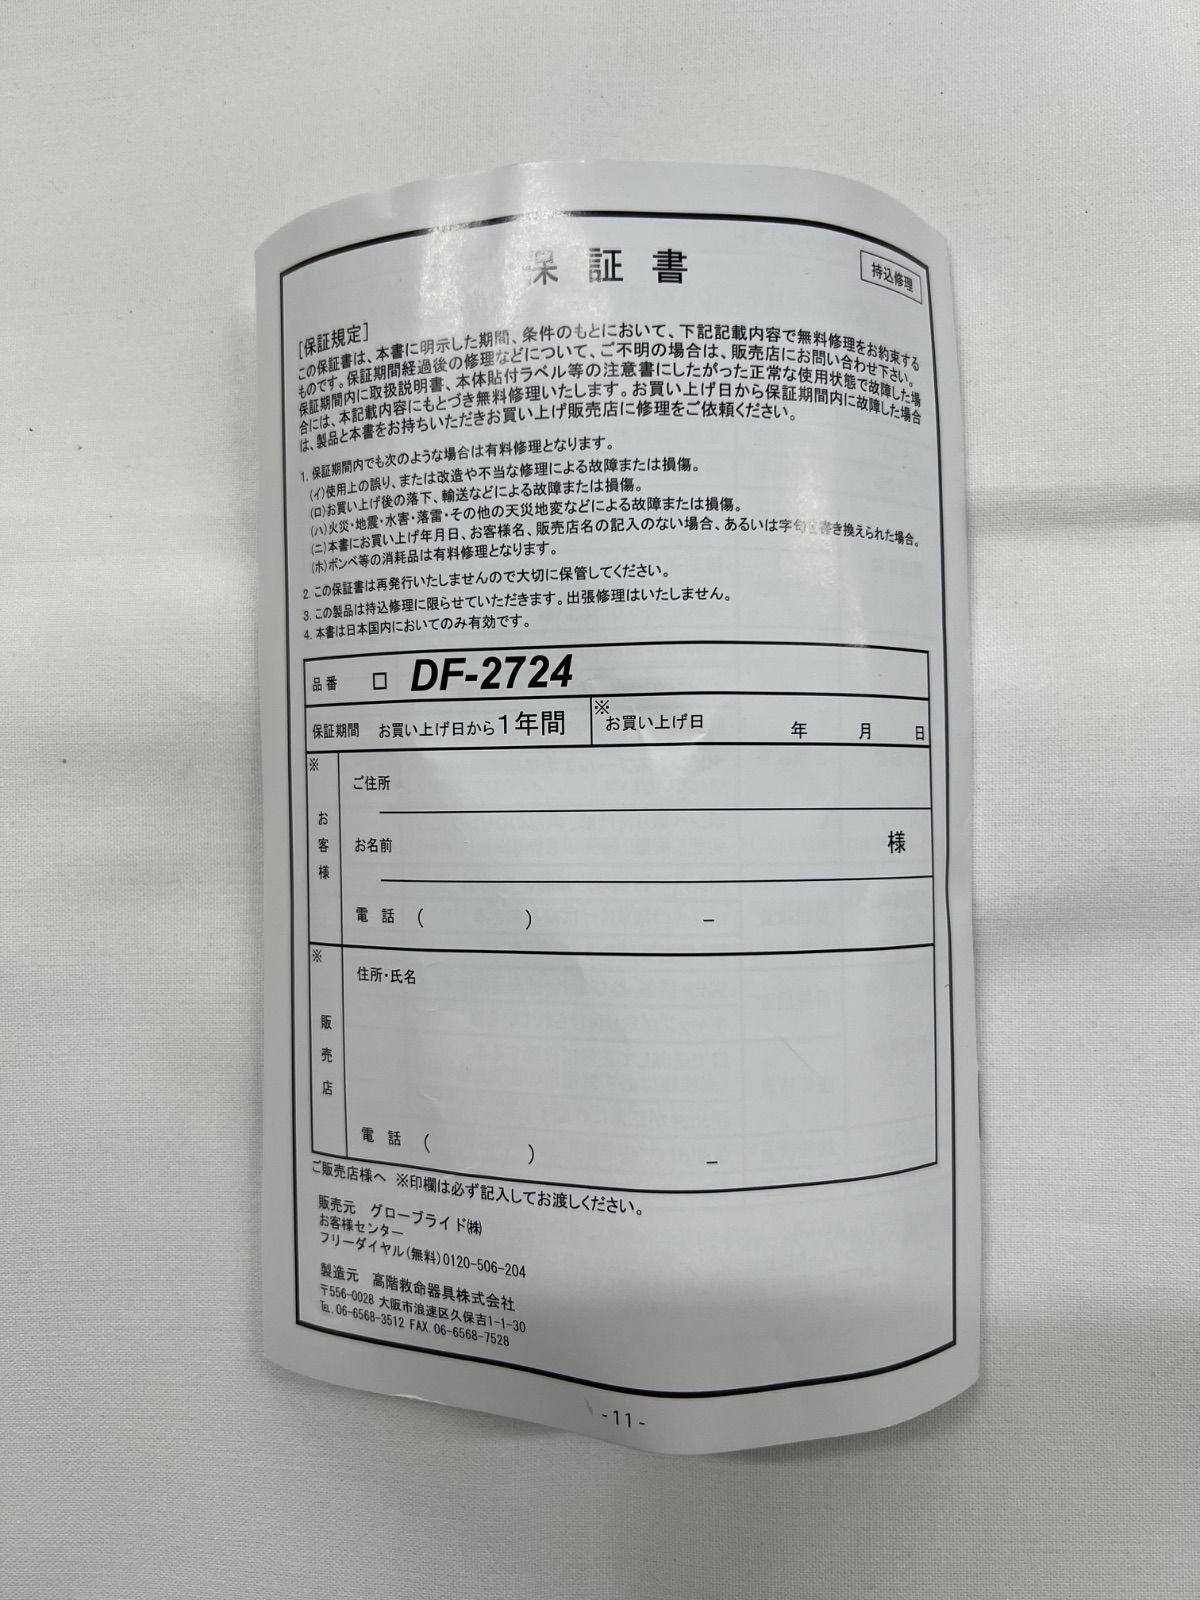 保証書
持込修理
[保証規定]
この保証書は、本書に明示した期間、条件のもとにおいて、下記記載内容で無料修理をお約束する
ものです。保証期間経過後の修理などについて、ご不明の場合は、販売店にお問い合わせ下さい。
保証期間内に取扱説明書、本体貼付ラベル等の注意書にしたがった正常な使用状態で故障した場
合には、本記載内容にもとづき無料修理いたします。お買い上げ日から保証期間内に故障した場合
は、製品と本書をお持ちいただきお買い上げ販売店に修理をご依頼ください。
1. 保証期間内でも次のような場合は有料修理となります。
(イ)使用上の誤り、または改造や不当な修理による故障または損傷。
(ロ)お買い上げ後の落下、輸送などによる故障または損傷。
(ハ)火災・地震・水害・落雷・その他の天災地変などによる故障または損傷。
(ニ)本書にお買い上げ年月日、お客様名、販売店名の記入のない場合、あるいは字句を書き換えられた場合。
(ホ)ボンベ等の消耗品は有料修理となります。
2. この保証書は再発行いたしませんので大切に保管してください。
3. この製品は持込修理に限らせていただきます。出張修理はいたしません。
4. 本書は日本国内においてのみ有効です。
品番 □ DF-2724
保証期間 お買い上げ日から1年間 ※お買い上げ日 年 月 日
※お客様
ご住所
お名前 様
電話 ( ) −
※販売店
住所・氏名
電話 ( ) −
ご販売店様へ ※印欄は必ず記入してお渡しください。
販売元 グローブライド㈱
お客様センター
フリーダイヤル(無料)0120-506-204
製造元 高階救命器具株式会社
〒556-0028 大阪市浪速区久保吉1-1-30
℡.06-6568-3512 FAX.06-6568-7528
-11-